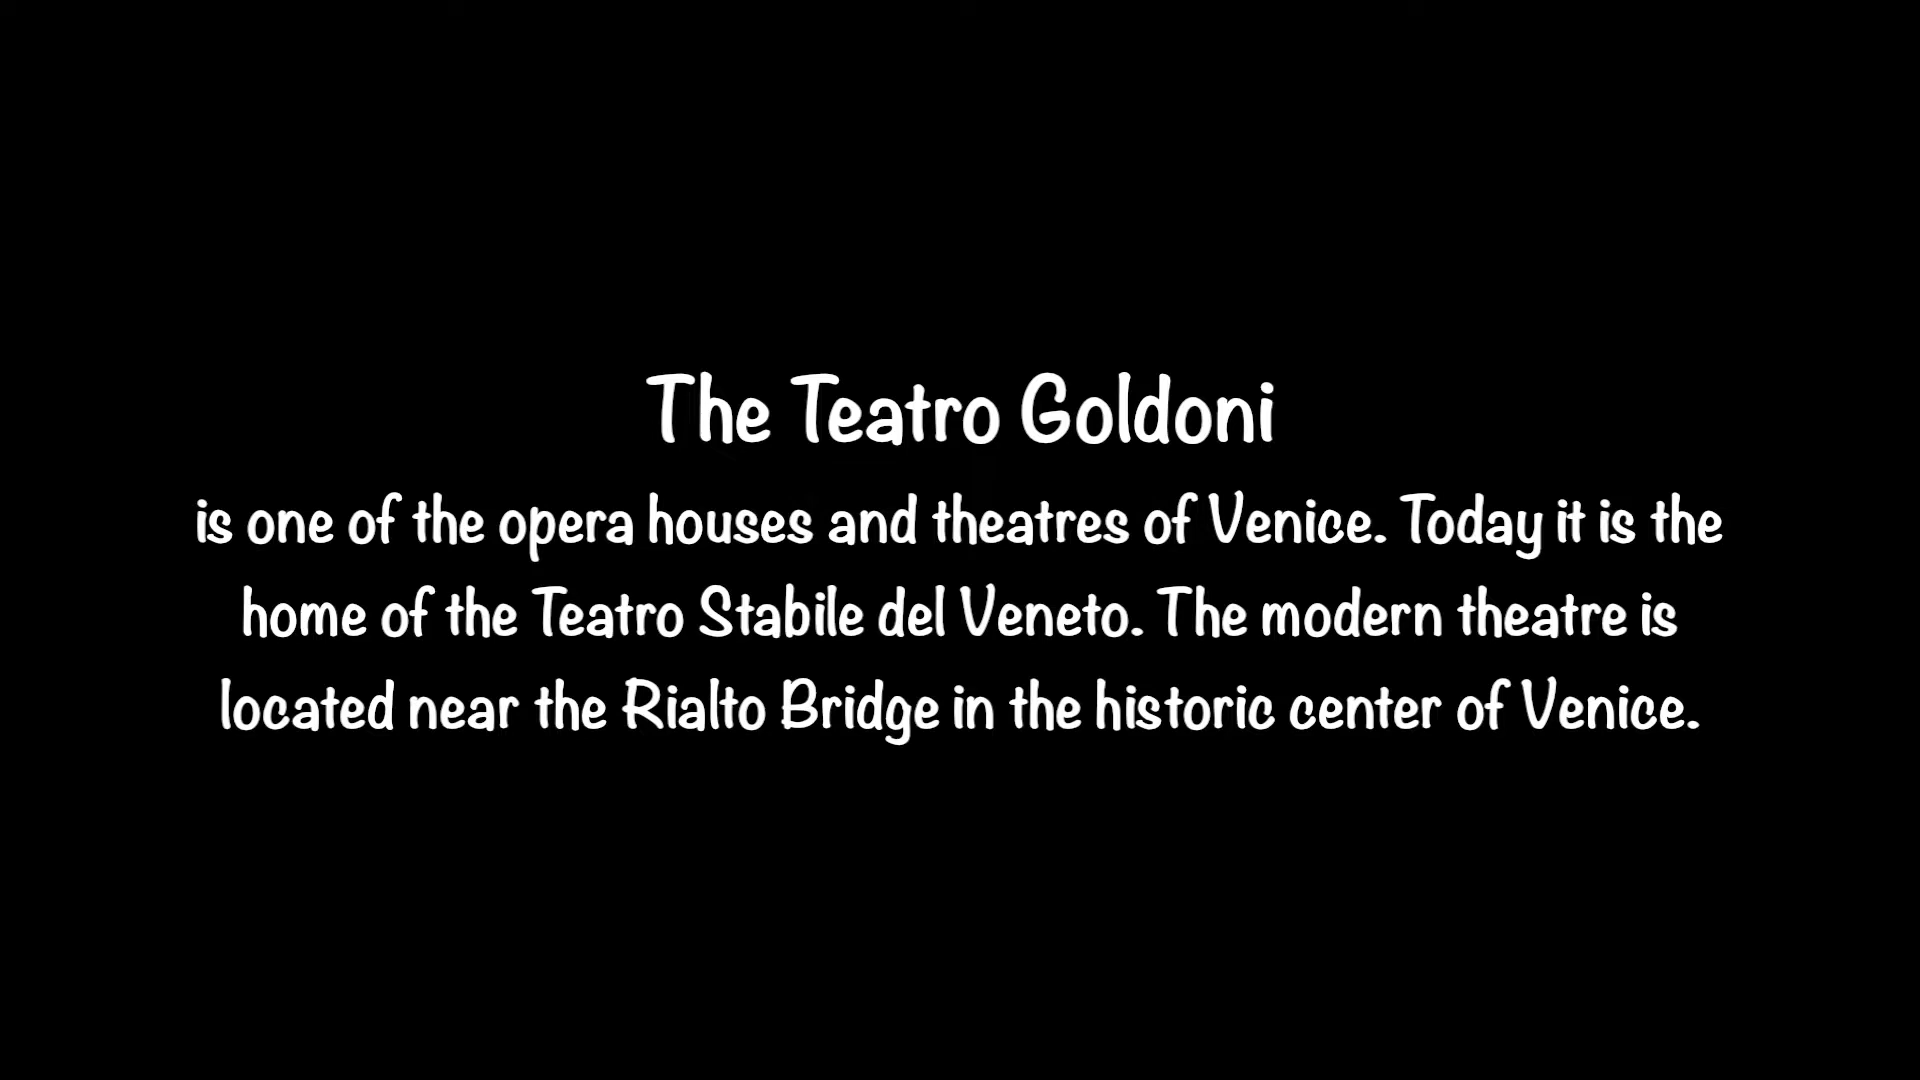 The Teatro Goldoni
is one of the opera houses and theatres of Venice. Today it is the
home of the Teatro Stabile del Veneto. The modern theatre is
located near the Rialto Bridge in the historic center of Venice.